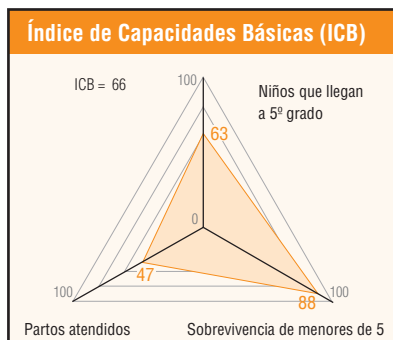 Índice de Capacidades Básicas (ICB)
ICB = 66
100
Niños que llegan
a 5º grado
63
0
47
100
100
88
Partos atendidos
Sobrevivencia de menores de 5